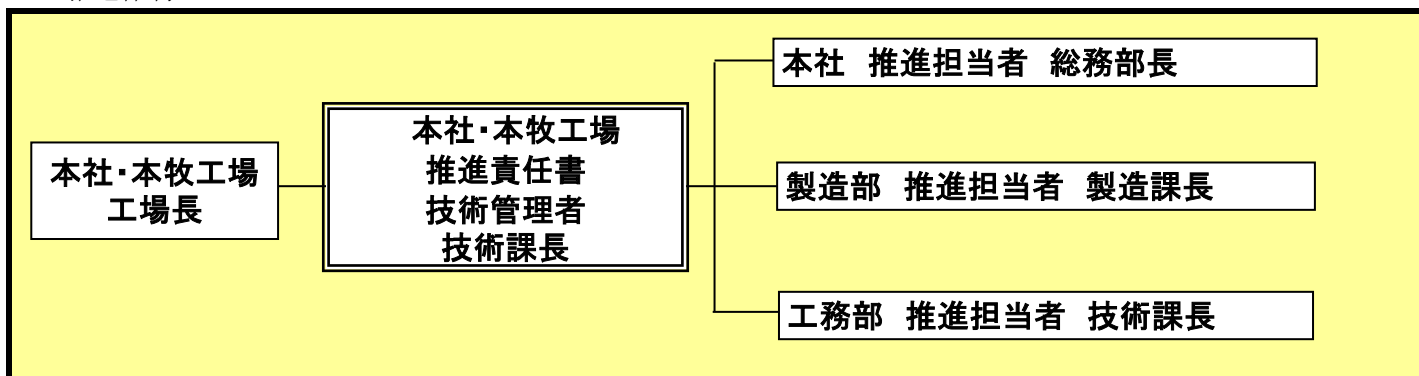 本社・本牧工場
工場長
本社・本牧工場
推進責任書
技術管理者
技術課長
本社　推進担当者　総務部長
製造部　推進担当者　製造課長
工務部　推進担当者　技術課長